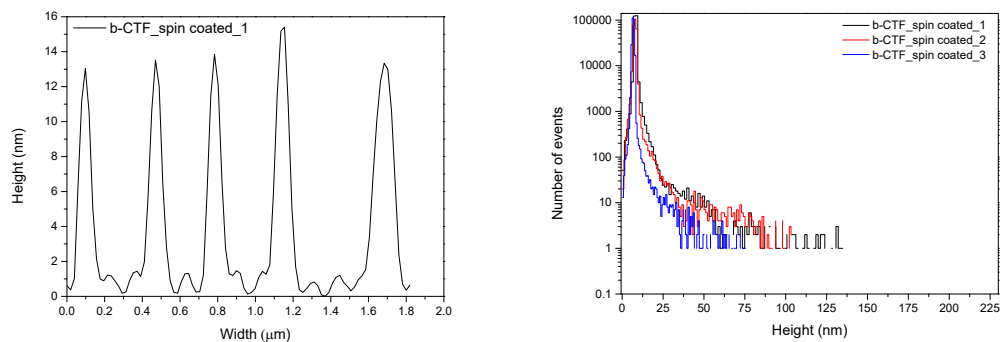 b-CTF_spin coated_1
16
14
12
10
8
6
4
2
0
Height (nm)
0.0 0.2 0.4 0.6 0.8 1.0 1.2 1.4 1.6 1.8 2.0
Width (μm)
b-CTF_spin coated_1
b-CTF_spin coated_2
b-CTF_spin coated_3
100000
10000
1000
100
10
1
0.1
Number of events
0 25 50 75 100 125 150 175 200 225
Height (nm)